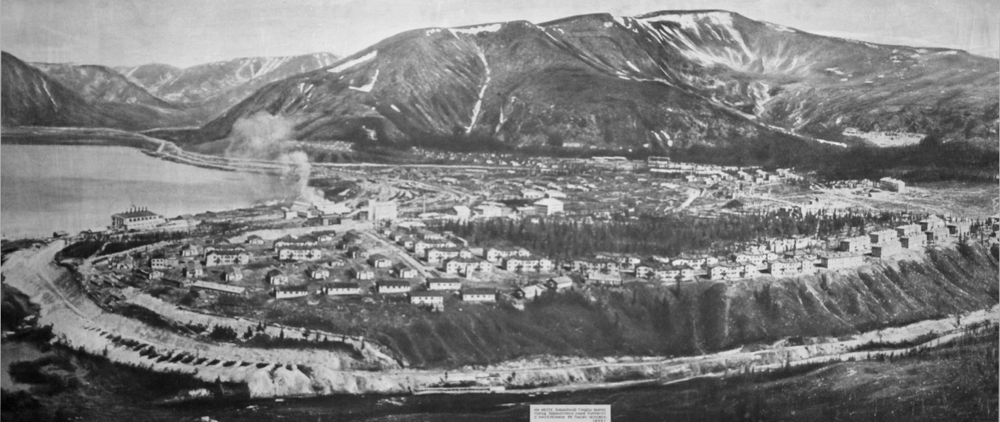 НА МЕСТЕ ХИБИНСКОЙ ТУНДРЫ ВЫРОС
ГОРОД ХИБИНОГОРСК (НЫНЕ КИРОВСК)
С НАСЕЛЕНИЕМ ТЫСЯЧ ЧЕЛОВЕК